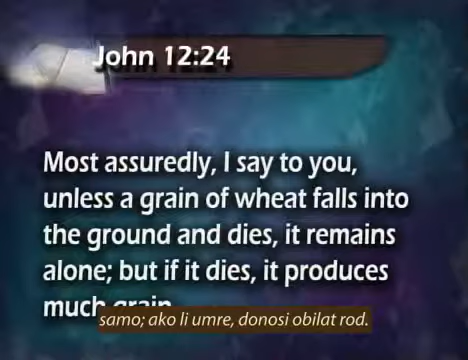 John 12:24
Most assuredly, I say to you,
unless a grain of wheat falls into
the ground and dies, it remains
alone; but if it dies, it produces
much grain
samo; ako li umre, donosi obilat rod.